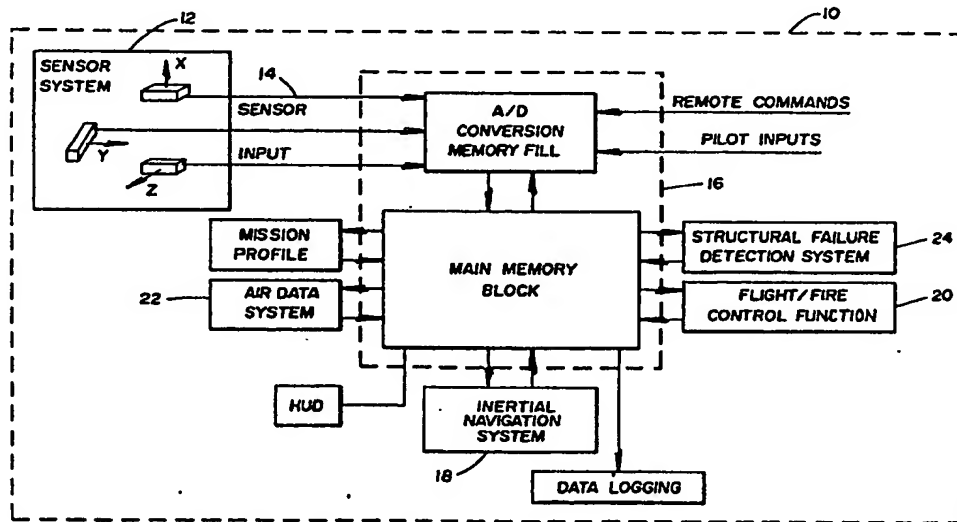 12
10
SENSOR
SYSTEM
X
14
SENSOR
Y
INPUT
Z
A/D
CONVERSION
MEMORY FILL
REMOTE COMMANDS
PILOT INPUTS
16
MISSION
PROFILE
22
AIR DATA
SYSTEM
MAIN MEMORY
BLOCK
STRUCTURAL FAILURE
DETECTION SYSTEM
24
FLIGHT/FIRE
CONTROL FUNCTION
20
HUD
INERTIAL
NAVIGATION
SYSTEM
18
DATA LOGGING